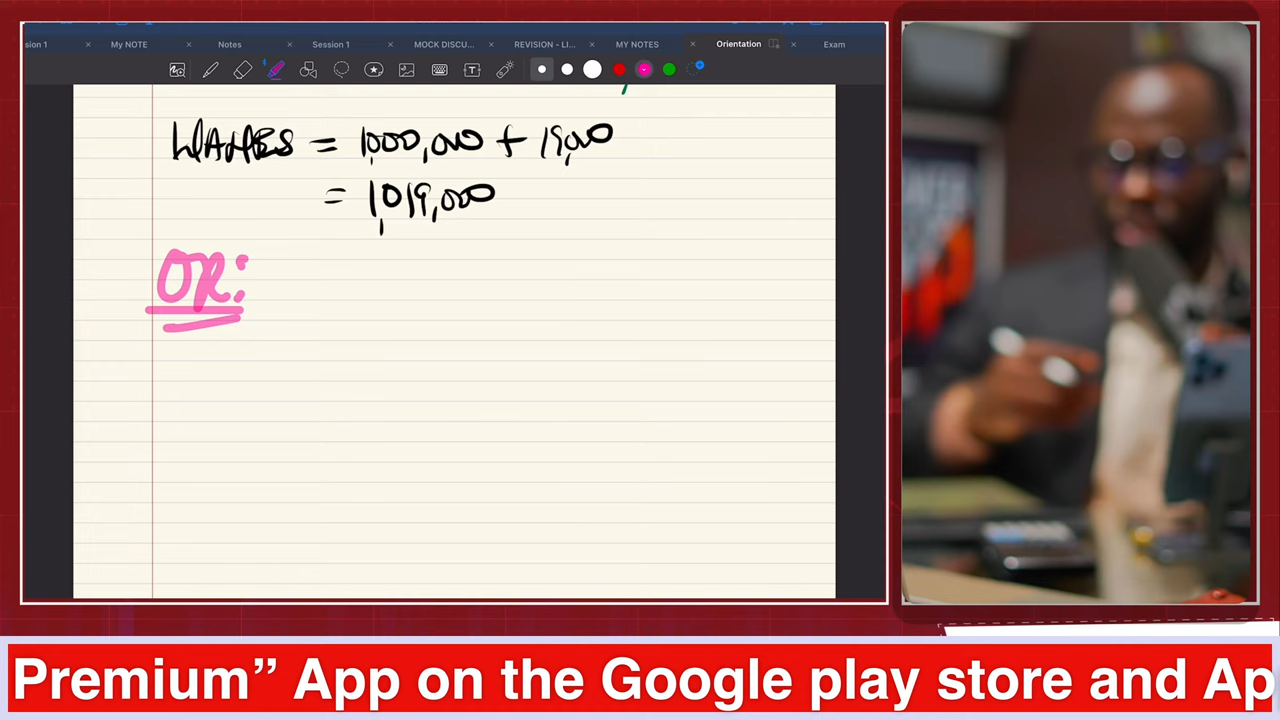 sion 1 My NOTE Notes Session 1 MOCK DISCU... REVISION - LI... MY NOTES Orientation Exam
WAGES = 1,000,000 + 19,000
= 1,019,000
OR:
Premium” App on the Google play store and Ap